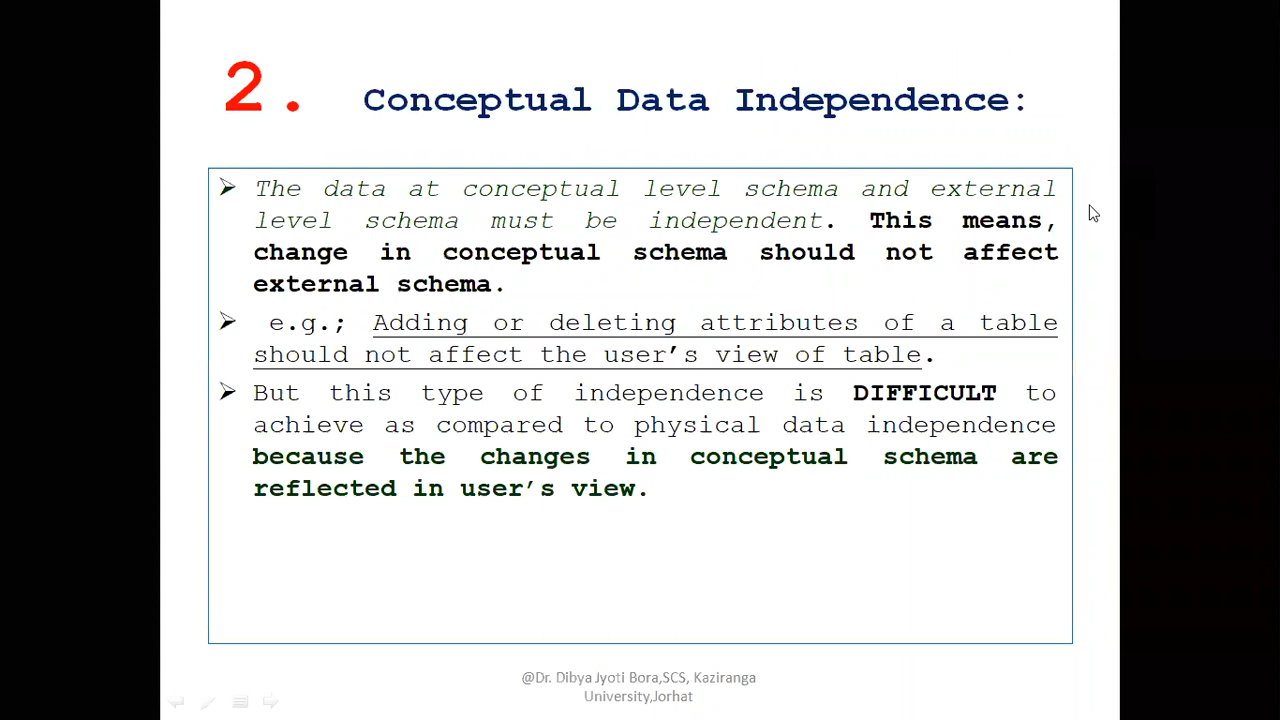 2. Conceptual Data Independence:
The data at conceptual level schema and external
level schema must be independent. This means,
change in conceptual schema should not affect
external schema.
e.g.; Adding or deleting attributes of a table
should not affect the user's view of table.
But this type of independence is DIFFICULT to
achieve as compared to physical data independence
because the changes in conceptual schema are
reflected in user's view.
@Dr. Dibya Jyoti Bora,SCS, Kaziranga
University,Jorhat